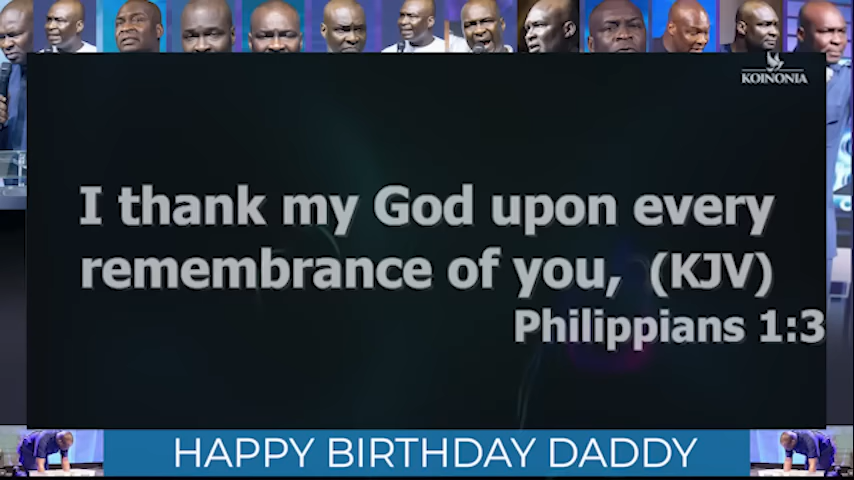 KOINONIA
I thank my God upon every
remembrance of you, (KJV)
Philippians 1:3
HAPPY BIRTHDAY DADDY